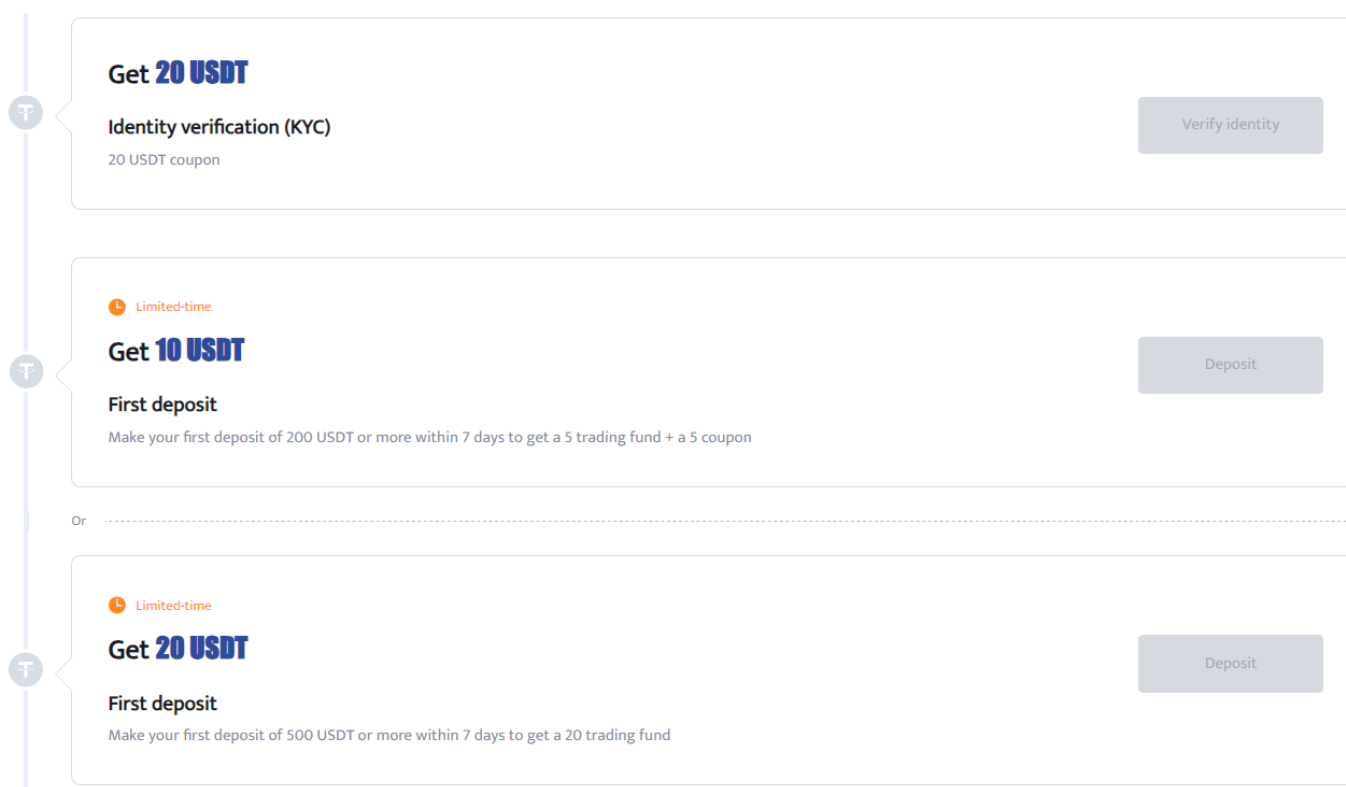 Get 20 USDT
Identity verification (KYC)
20 USDT coupon
Verify identity
Limited-time
Get 10 USDT
First deposit
Make your first deposit of 200 USDT or more within 7 days to get a 5 trading fund + a 5 coupon
Deposit
Or
Limited-time
Get 20 USDT
First deposit
Make your first deposit of 500 USDT or more within 7 days to get a 20 trading fund
Deposit